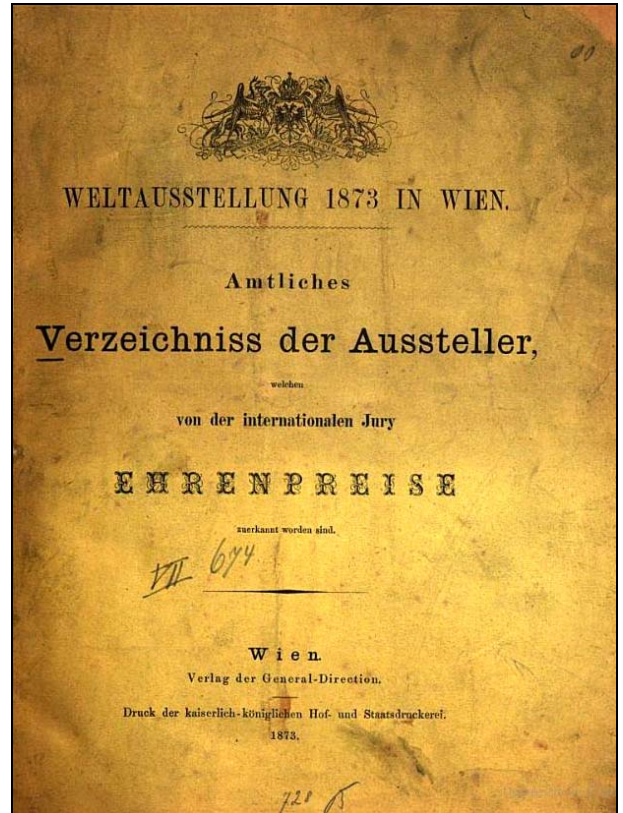 WELTAUSSTELLUNG 1873 IN WIEN.
Amtliches
Verzeichniss der Aussteller,
welchen
von der internationalen Jury
EHRENPREISE
zuerkannt worden sind.
VII 674
Wien.
Verlag der General-Direction.
Druck der kaiserlich-königlichen Hof- und Staatsdruckerei.
1873.
728